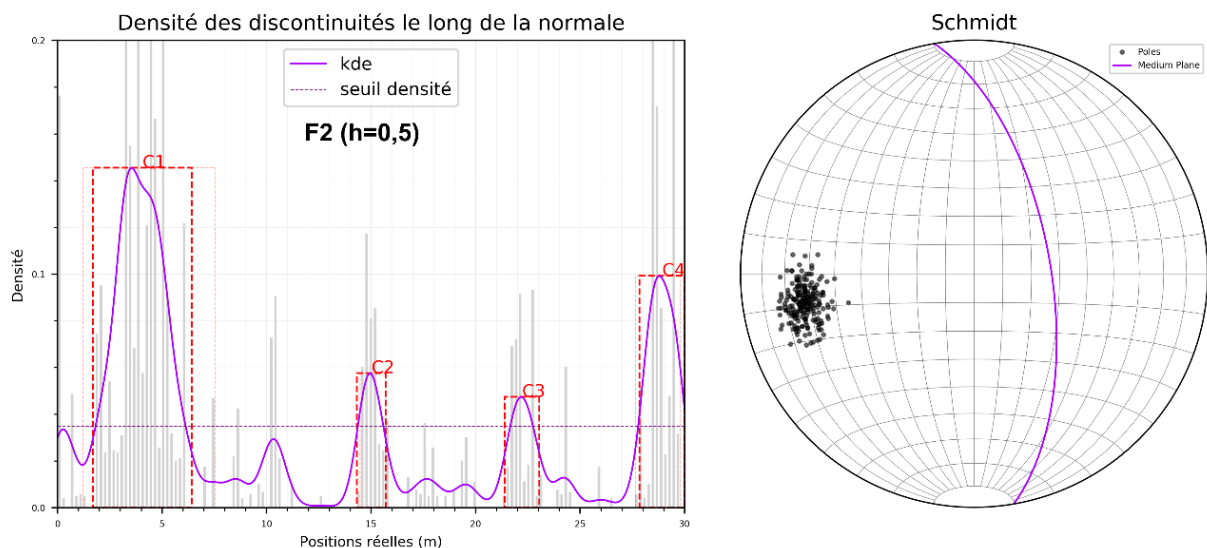 Densité des discontinuités le long de la normale
Schmidt
0.2
kde
seuil densité
F2 (h=0,5)
Poles
Medium Plane
C1
0.1
C4
C2
C3
Densité
0.0
0
5
10
15
20
25
30
Positions réelles (m)